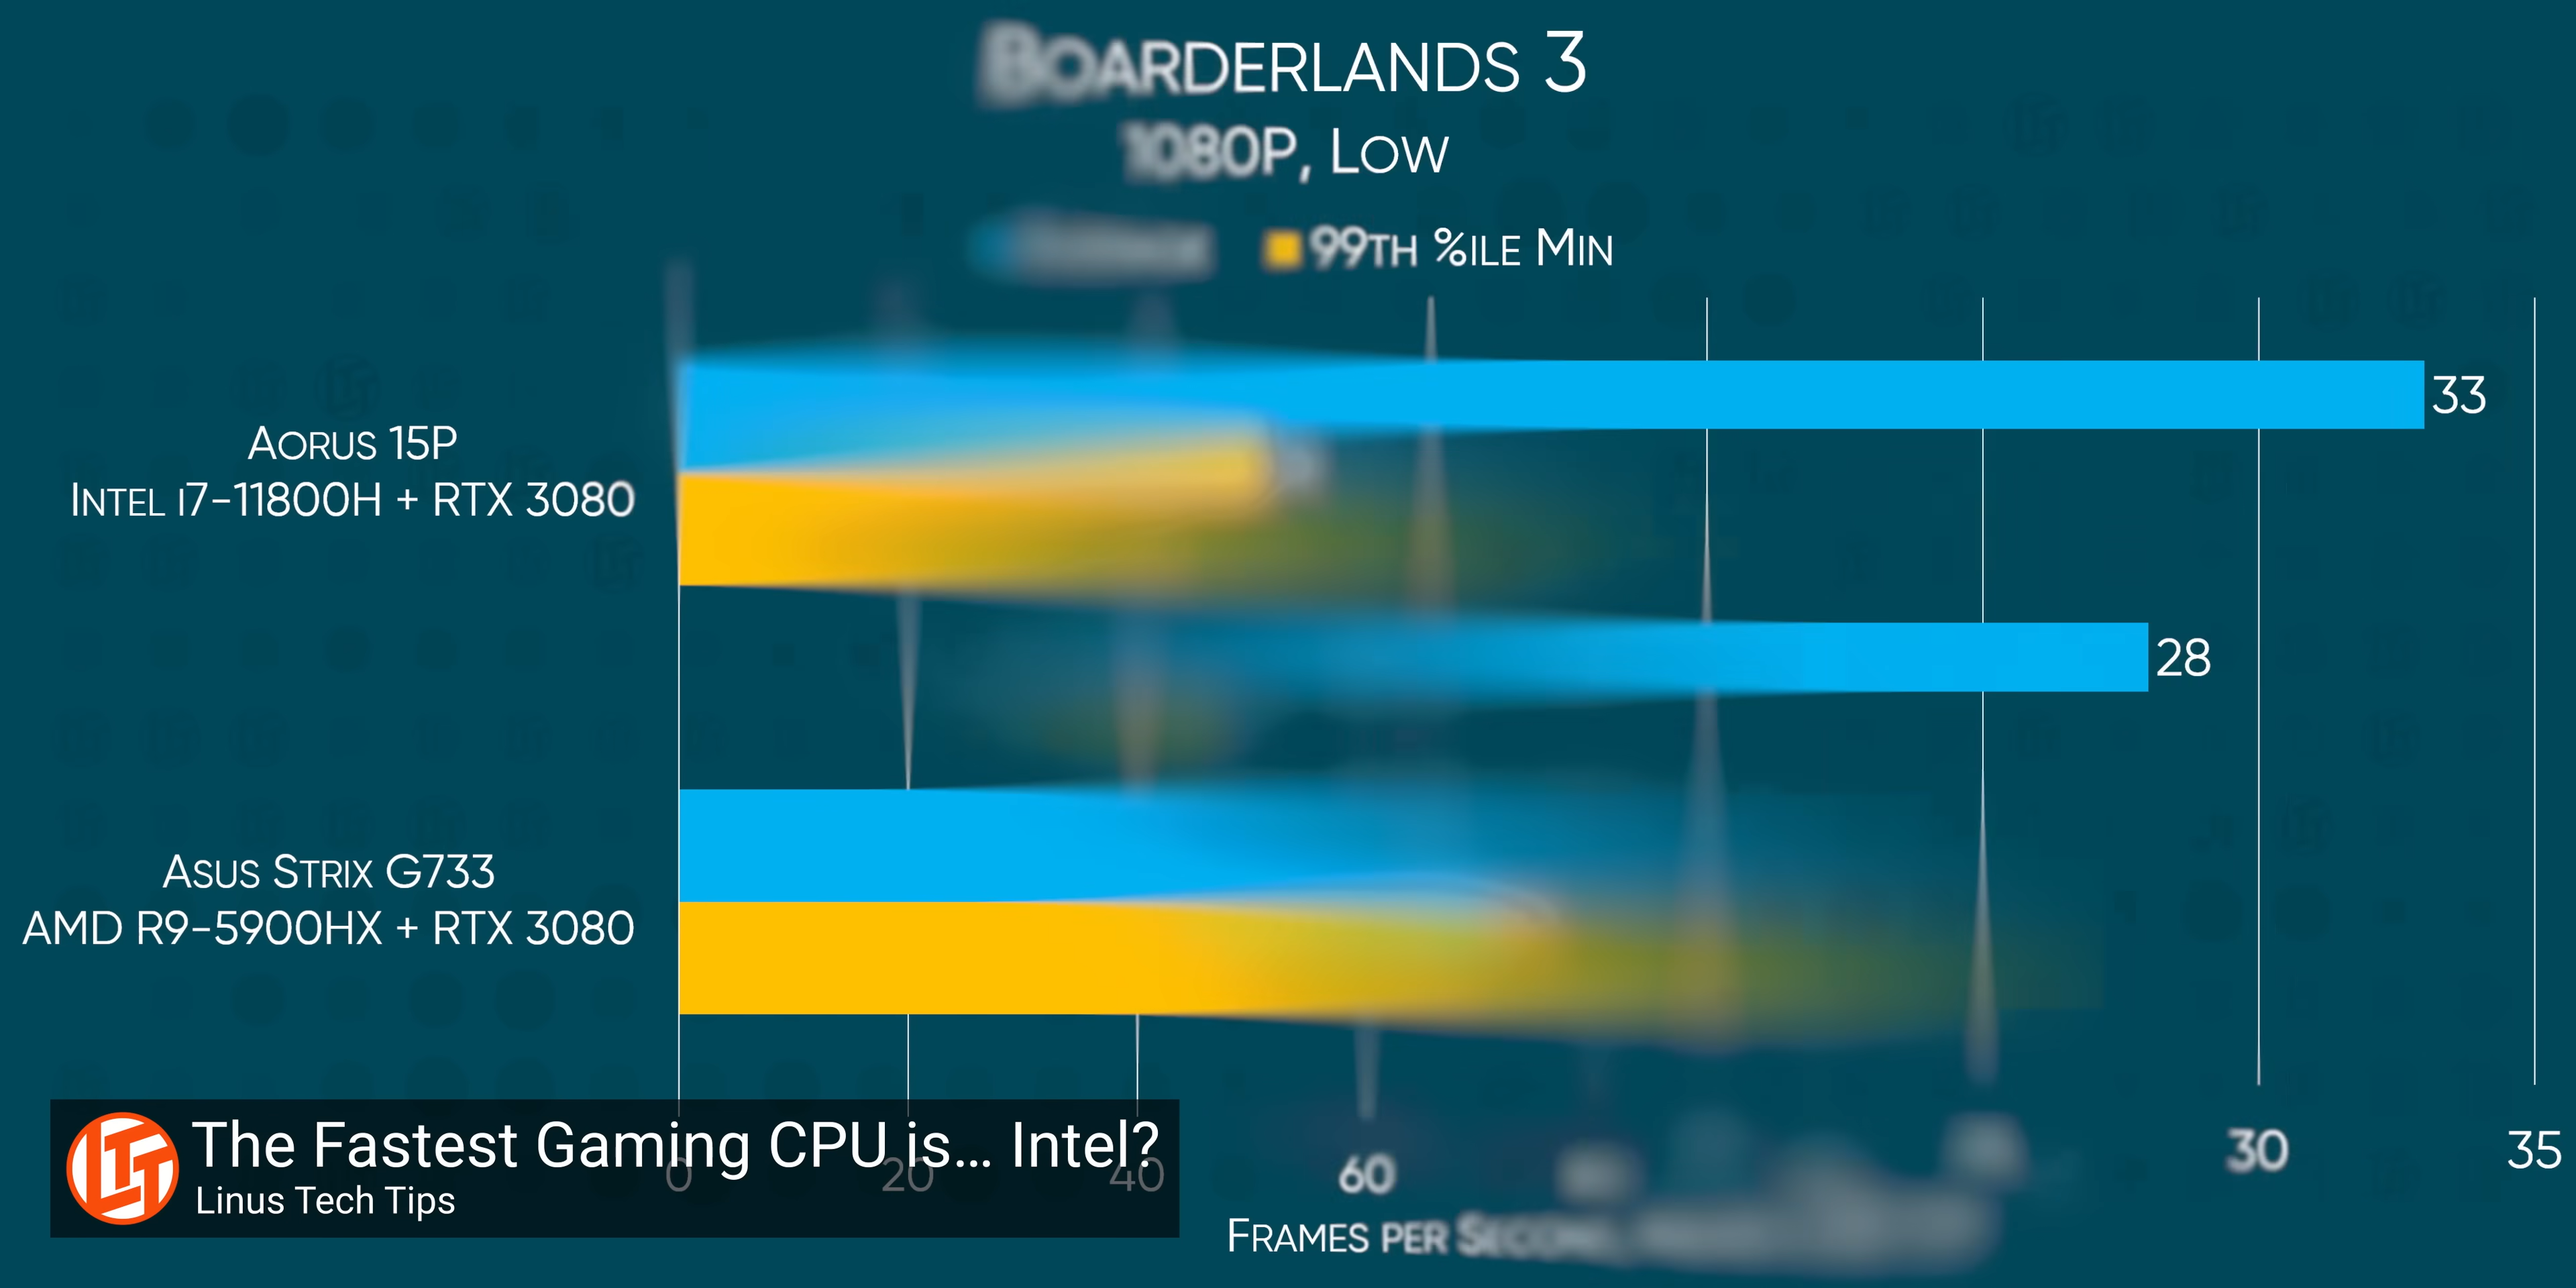 BOARDERLANDS 3
1080P, LOW
99TH %ILE MIN
33
AORUS 15P
INTEL I7-11800H + RTX 3080
28
ASUS STRIX G733
AMD R9-5900HX + RTX 3080
The Fastest Gaming CPU is... Intel?
Linus Tech Tips
0 20 40 60 30 35
FRAMES PER SECOND